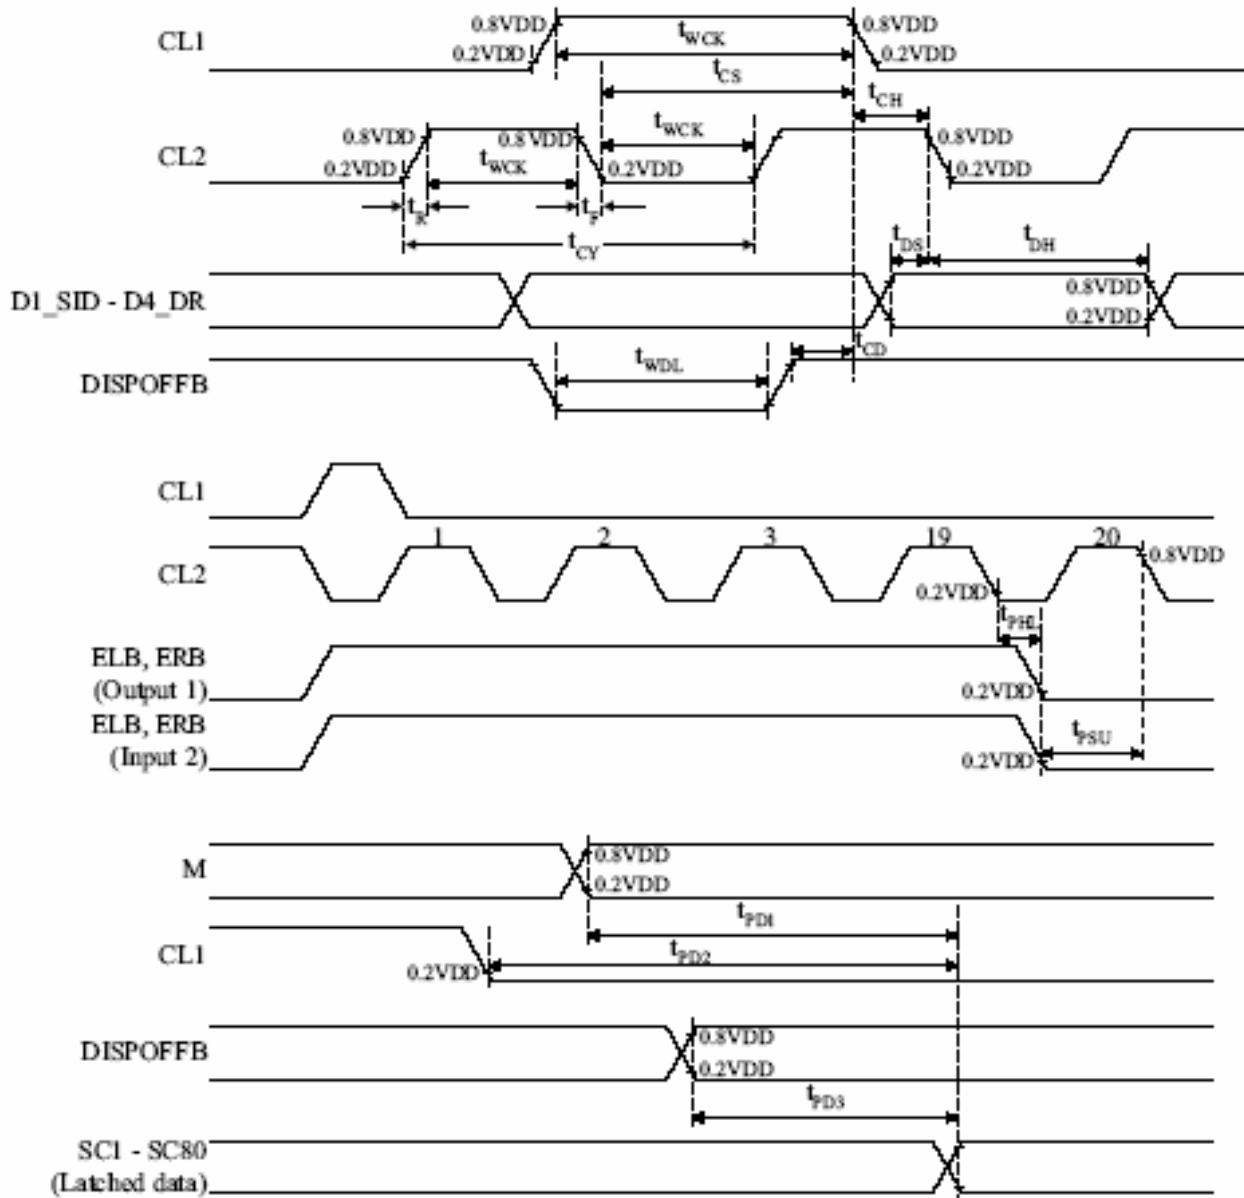 CL1
0.8VDD
0.2VDD
tWCK
0.8VDD
0.2VDD
tCS
tCH
CL2
0.8VDD
0.2VDD
tWCK
0.8VDD
0.2VDD
tWCK
0.8VDD
0.2VDD
tR
tF
tCY
tDS
tDH
D1_SID - D4_DR
0.8VDD
0.2VDD
DISPOFFB
tWDL
tCD
CL1
CL2
1
2
3
19
20
0.8VDD
0.2VDD
tPHL
ELB, ERB
(Output 1)
0.2VDD
ELB, ERB
(Input 2)
0.2VDD
tPSU
M
0.8VDD
0.2VDD
tPD1
CL1
0.2VDD
tPD2
DISPOFFB
0.8VDD
0.2VDD
tPD3
SC1 - SC80
(Latched data)